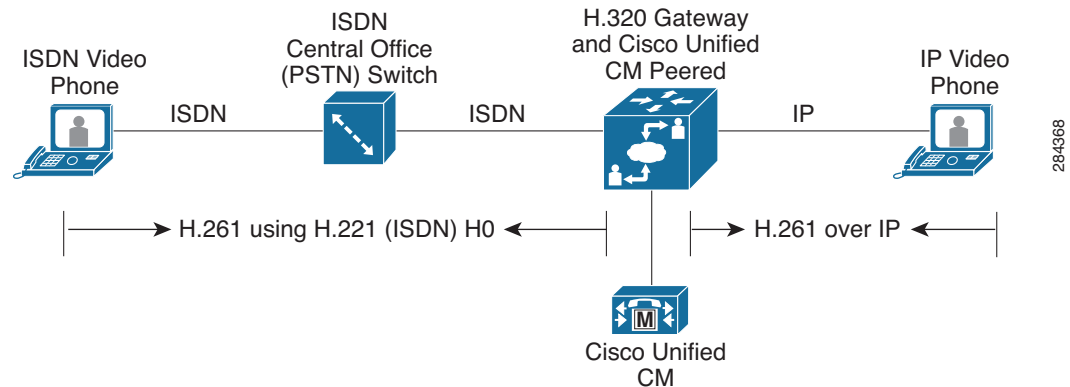 ISDN Video
Phone
ISDN
Central Office
(PSTN) Switch
H.320 Gateway
and Cisco Unified
CM Peered
IP Video
Phone
ISDN
ISDN
IP
H.261 using H.221 (ISDN) H0
H.261 over IP
M
Cisco Unified
CM
284368